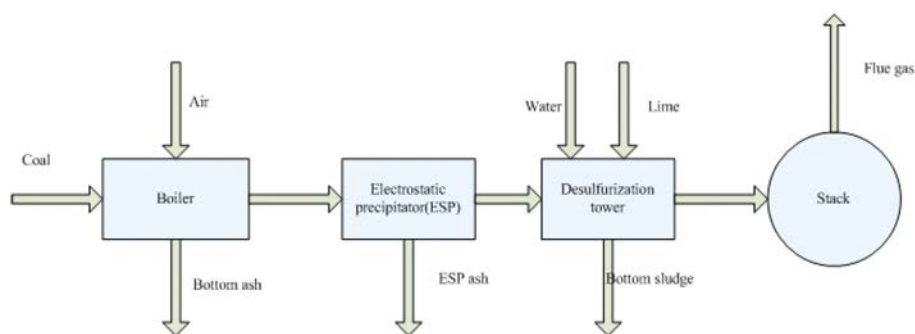 Flue gas
Air
Water
Lime
Coal
Boiler
Electrostatic
precipitator(ESP)
Desulfurization
tower
Stack
Bottom ash
ESP ash
Bottom sludge